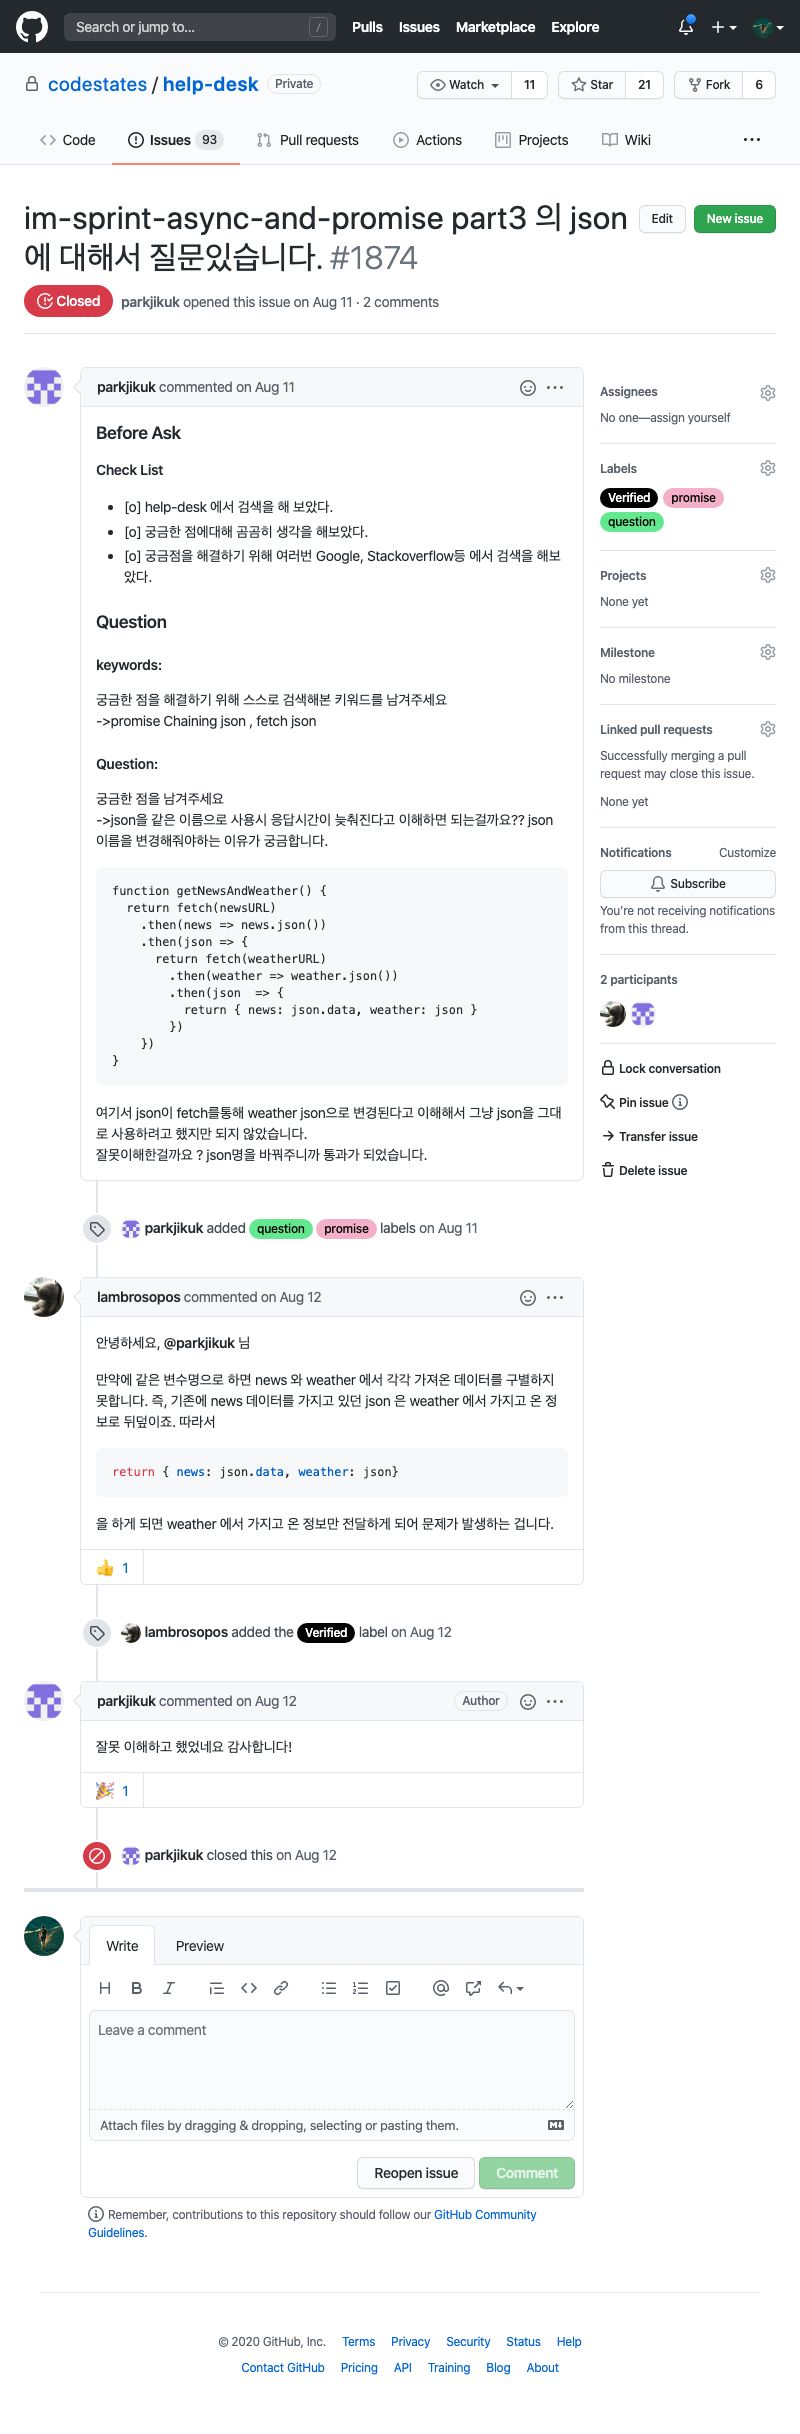 Search or jump to... /
Pulls Issues Marketplace Explore
codestates / help-desk Private
Watch 11 Star 21 Fork 6
Code Issues 93 Pull requests Actions Projects Wiki ...
im-sprint-async-and-promise part3 의 json
에 대해서 질문있습니다. #1874
Edit New issue
Closed parkjikuk opened this issue on Aug 11 · 2 comments
parkjikuk commented on Aug 11
Before Ask
Check List
[o] help-desk 에서 검색을 해 보았다.
[o] 궁금한 점에대해 곰곰히 생각을 해보았다.
[o] 궁금점을 해결하기 위해 여러번 Google, Stackoverflow등 에서 검색을 해보
았다.
Question
keywords:
궁금한 점을 해결하기 위해 스스로 검색해본 키워드를 남겨주세요
->promise Chaining json , fetch json
Question:
궁금한 점을 남겨주세요
->json을 같은 이름으로 사용시 응답시간이 늦춰진다고 이해하면 되는걸까요?? json
이름을 변경해줘야하는 이유가 궁금합니다.
function getNewsAndWeather() {
return fetch(newsURL)
.then(news => news.json())
.then(json => {
return fetch(weatherURL)
.then(weather => weather.json())
.then(json  => {
return { news: json.data, weather: json }
})
})
}
여기서 json이 fetch를통해 weather json으로 변경된다고 이해해서 그냥 json을 그대
로 사용하려고 했지만 되지 않았습니다.
잘못이해한걸까요 ? json명을 바꿔주니까 통과가 되었습니다.
parkjikuk added question promise labels on Aug 11
lambrosopos commented on Aug 12
안녕하세요, @parkjikuk 님
만약에 같은 변수명으로 하면 news 와 weather 에서 각각 가져온 데이터를 구별하지
못합니다. 즉, 기존에 news 데이터를 가지고 있던 json 은 weather 에서 가지고 온 정
보로 뒤덮이죠. 따라서
return { news: json.data, weather: json}
을 하게 되면 weather 에서 가지고 온 정보만 전달하게 되어 문제가 발생하는 겁니다.
👍 1
lambrosopos added the Verified label on Aug 12
parkjikuk commented on Aug 12 Author
잘못 이해하고 했었네요 감사합니다!
🎉 1
parkjikuk closed this on Aug 12
Assignees
No one—assign yourself
Labels
Verified promise
question
Projects
None yet
Milestone
No milestone
Linked pull requests
Successfully merging a pull
request may close this issue.
None yet
Notifications Customize
Subscribe
You're not receiving notifications
from this thread.
2 participants
Lock conversation
Pin issue
Transfer issue
Delete issue
Write Preview
Leave a comment
Attach files by dragging & dropping, selecting or pasting them.
Reopen issue Comment
Remember, contributions to this repository should follow our GitHub Community
Guidelines.
© 2020 GitHub, Inc. Terms Privacy Security Status Help
Contact GitHub Pricing API Training Blog About